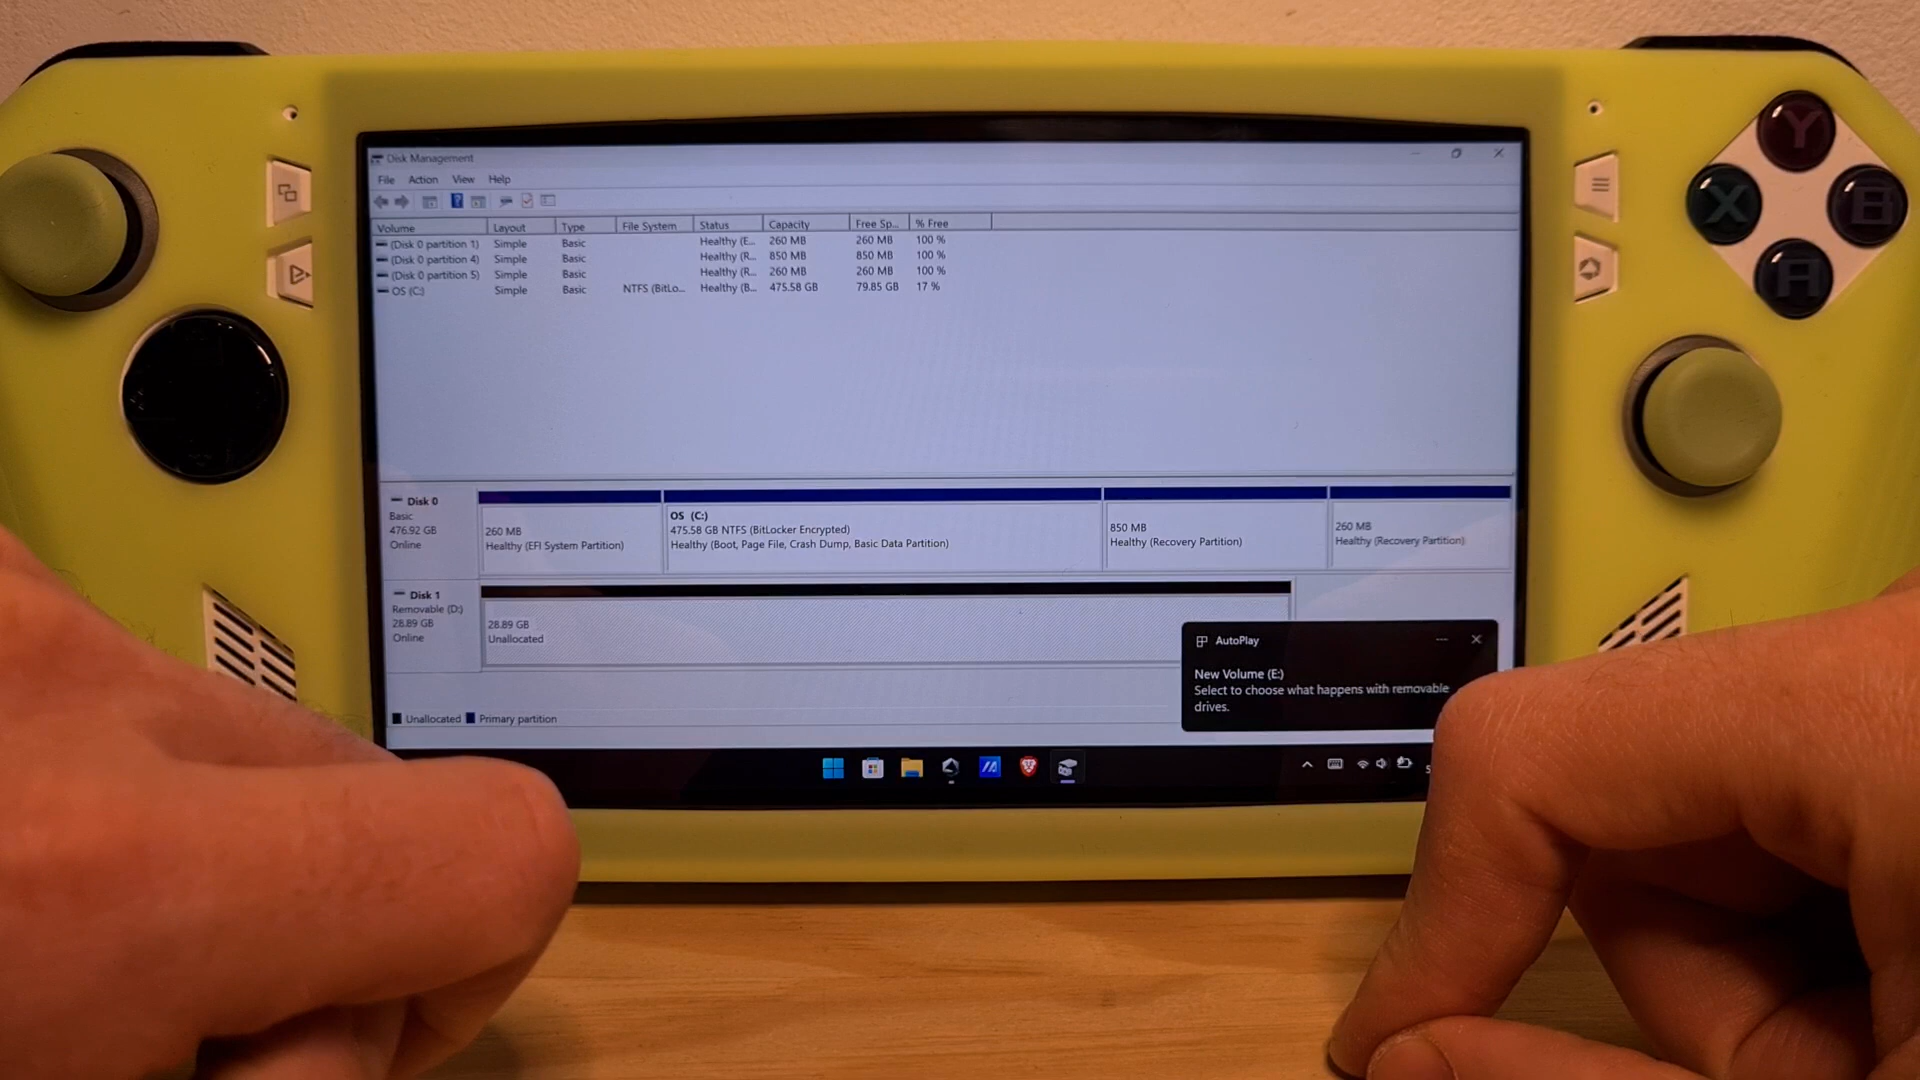 Disk Management
File Action View Help
Volume Layout Type File System Status Capacity Free Sp... % Free
(Disk 0 partition 1) Simple Basic Healthy (E... 260 MB 260 MB 100 %
(Disk 0 partition 4) Simple Basic Healthy (R... 850 MB 850 MB 100 %
(Disk 0 partition 5) Simple Basic Healthy (R... 260 MB 260 MB 100 %
OS (C:) Simple Basic NTFS (BitLo... Healthy (B... 475.58 GB 79.85 GB 17 %
Disk 0
Basic
476.92 GB
Online
260 MB
Healthy (EFI System Partition)
OS (C:)
475.58 GB NTFS (BitLocker Encrypted)
Healthy (Boot, Page File, Crash Dump, Basic Data Partition)
850 MB
Healthy (Recovery Partition)
260 MB
Healthy (Recovery Partition)
Disk 1
Removable (D:)
28.89 GB
Online
28.89 GB
Unallocated
AutoPlay
New Volume (E:)
Select to choose what happens with removable
drives.
Unallocated Primary partition
Y
X
B
A